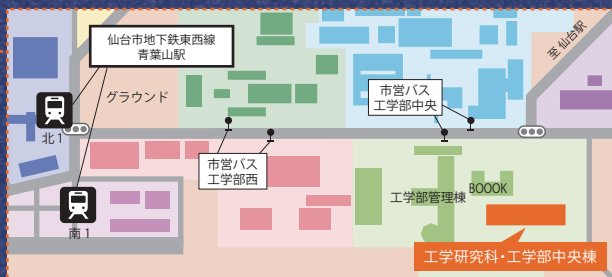 仙台市地下鉄東西線
青葉山駅
至 仙台駅
グラウンド
市営バス
工学部中央
北1
市営バス
工学部西
工学部管理棟
BOOOK
南1
工学研究科・工学部中央棟